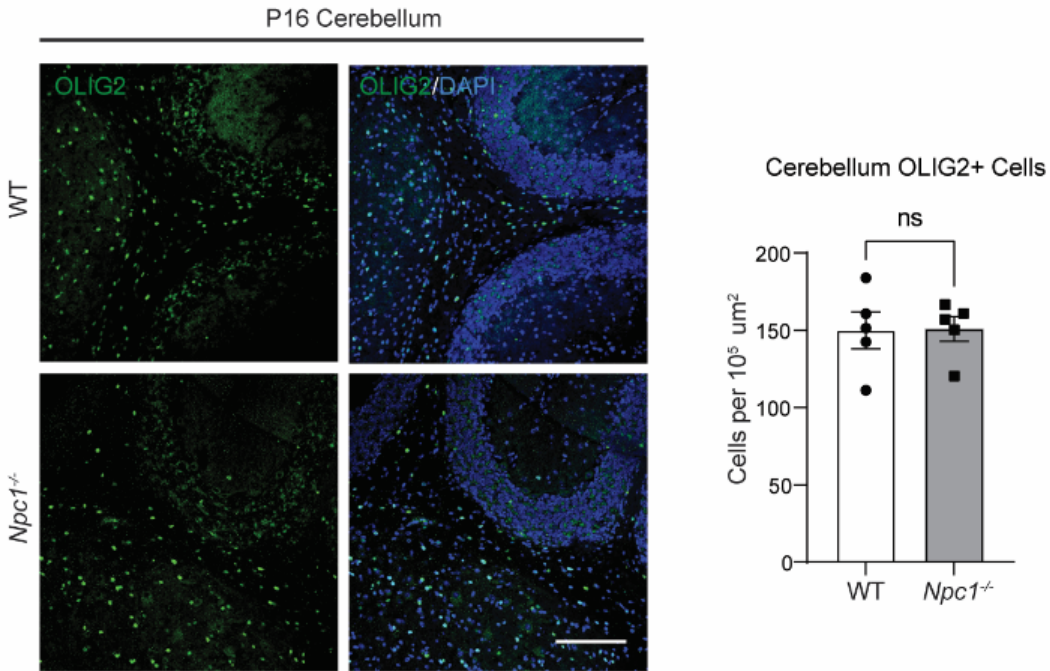 P16 Cerebellum
OLIG2
OLIG2/DAPI
WT
Npc1-/-
Cerebellum OLIG2+ Cells
ns
Cells per 10⁵ um²
200
150
100
50
0
WT
Npc1-/-